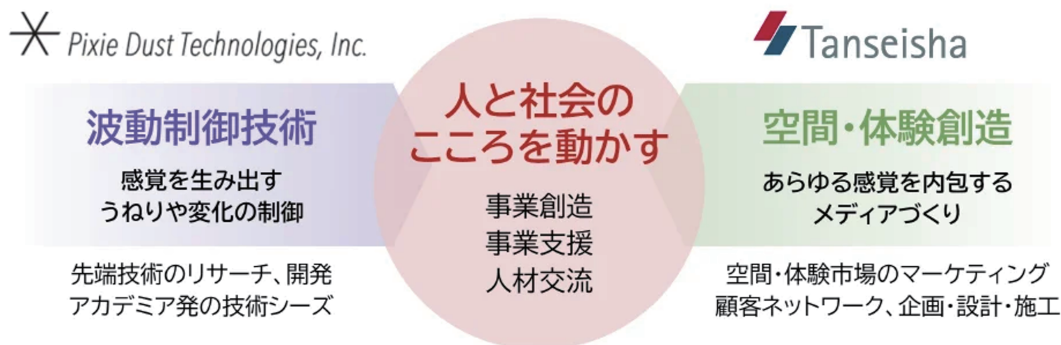 Pixie Dust Technologies, Inc.
波動制御技術
感覚を生み出す
うねりや変化の制御
先端技術のリサーチ、開発
アカデミア発の技術シーズ
人と社会の
こころを動かす
事業創造
事業支援
人材交流
Tanseisha
空間・体験創造
あらゆる感覚を内包する
メディアづくり
空間・体験市場のマーケティング
顧客ネットワーク、企画・設計・施工